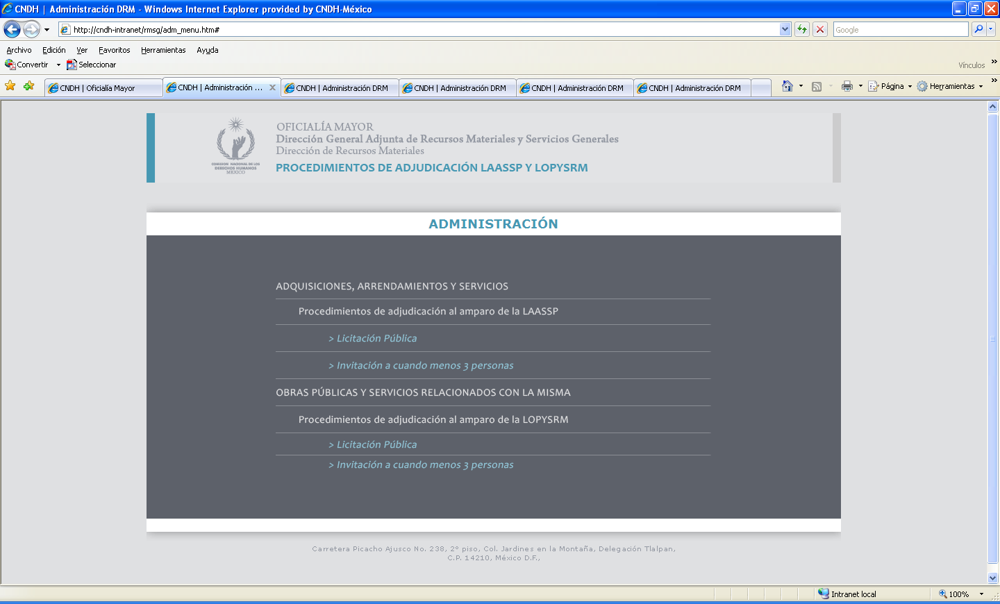 CNDH | Administración DRM - Windows Internet Explorer provided by CNDH-México
http://cndh-intranet/rmsg/adm_menu.htm#
Google
Archivo Edición Ver Favoritos Herramientas Ayuda
Convertir Seleccionar
Vínculos
CNDH | Oficialía Mayor
CNDH | Administración ...
CNDH | Administración DRM
CNDH | Administración DRM
CNDH | Administración DRM
CNDH | Administración DRM
Página
Herramientas
COMISION NACIONAL DE LOS
DERECHOS HUMANOS
MEXICO
OFICIALÍA MAYOR
Dirección General Adjunta de Recursos Materiales y Servicios Generales
Dirección de Recursos Materiales
PROCEDIMIENTOS DE ADJUDICACIÓN LAASSP Y LOPYSRM
ADMINISTRACIÓN
ADQUISICIONES, ARRENDAMIENTOS Y SERVICIOS
Procedimientos de adjudicación al amparo de la LAASSP
> Licitación Pública
> Invitación a cuando menos 3 personas
OBRAS PÚBLICAS Y SERVICIOS RELACIONADOS CON LA MISMA
Procedimientos de adjudicación al amparo de la LOPYSRM
> Licitación Pública
> Invitación a cuando menos 3 personas
Carretera Picacho Ajusco No. 238, 2° piso, Col. Jardines en la Montaña, Delegación Tlalpan,
C.P. 14210, México D.F.,
Intranet local
100%